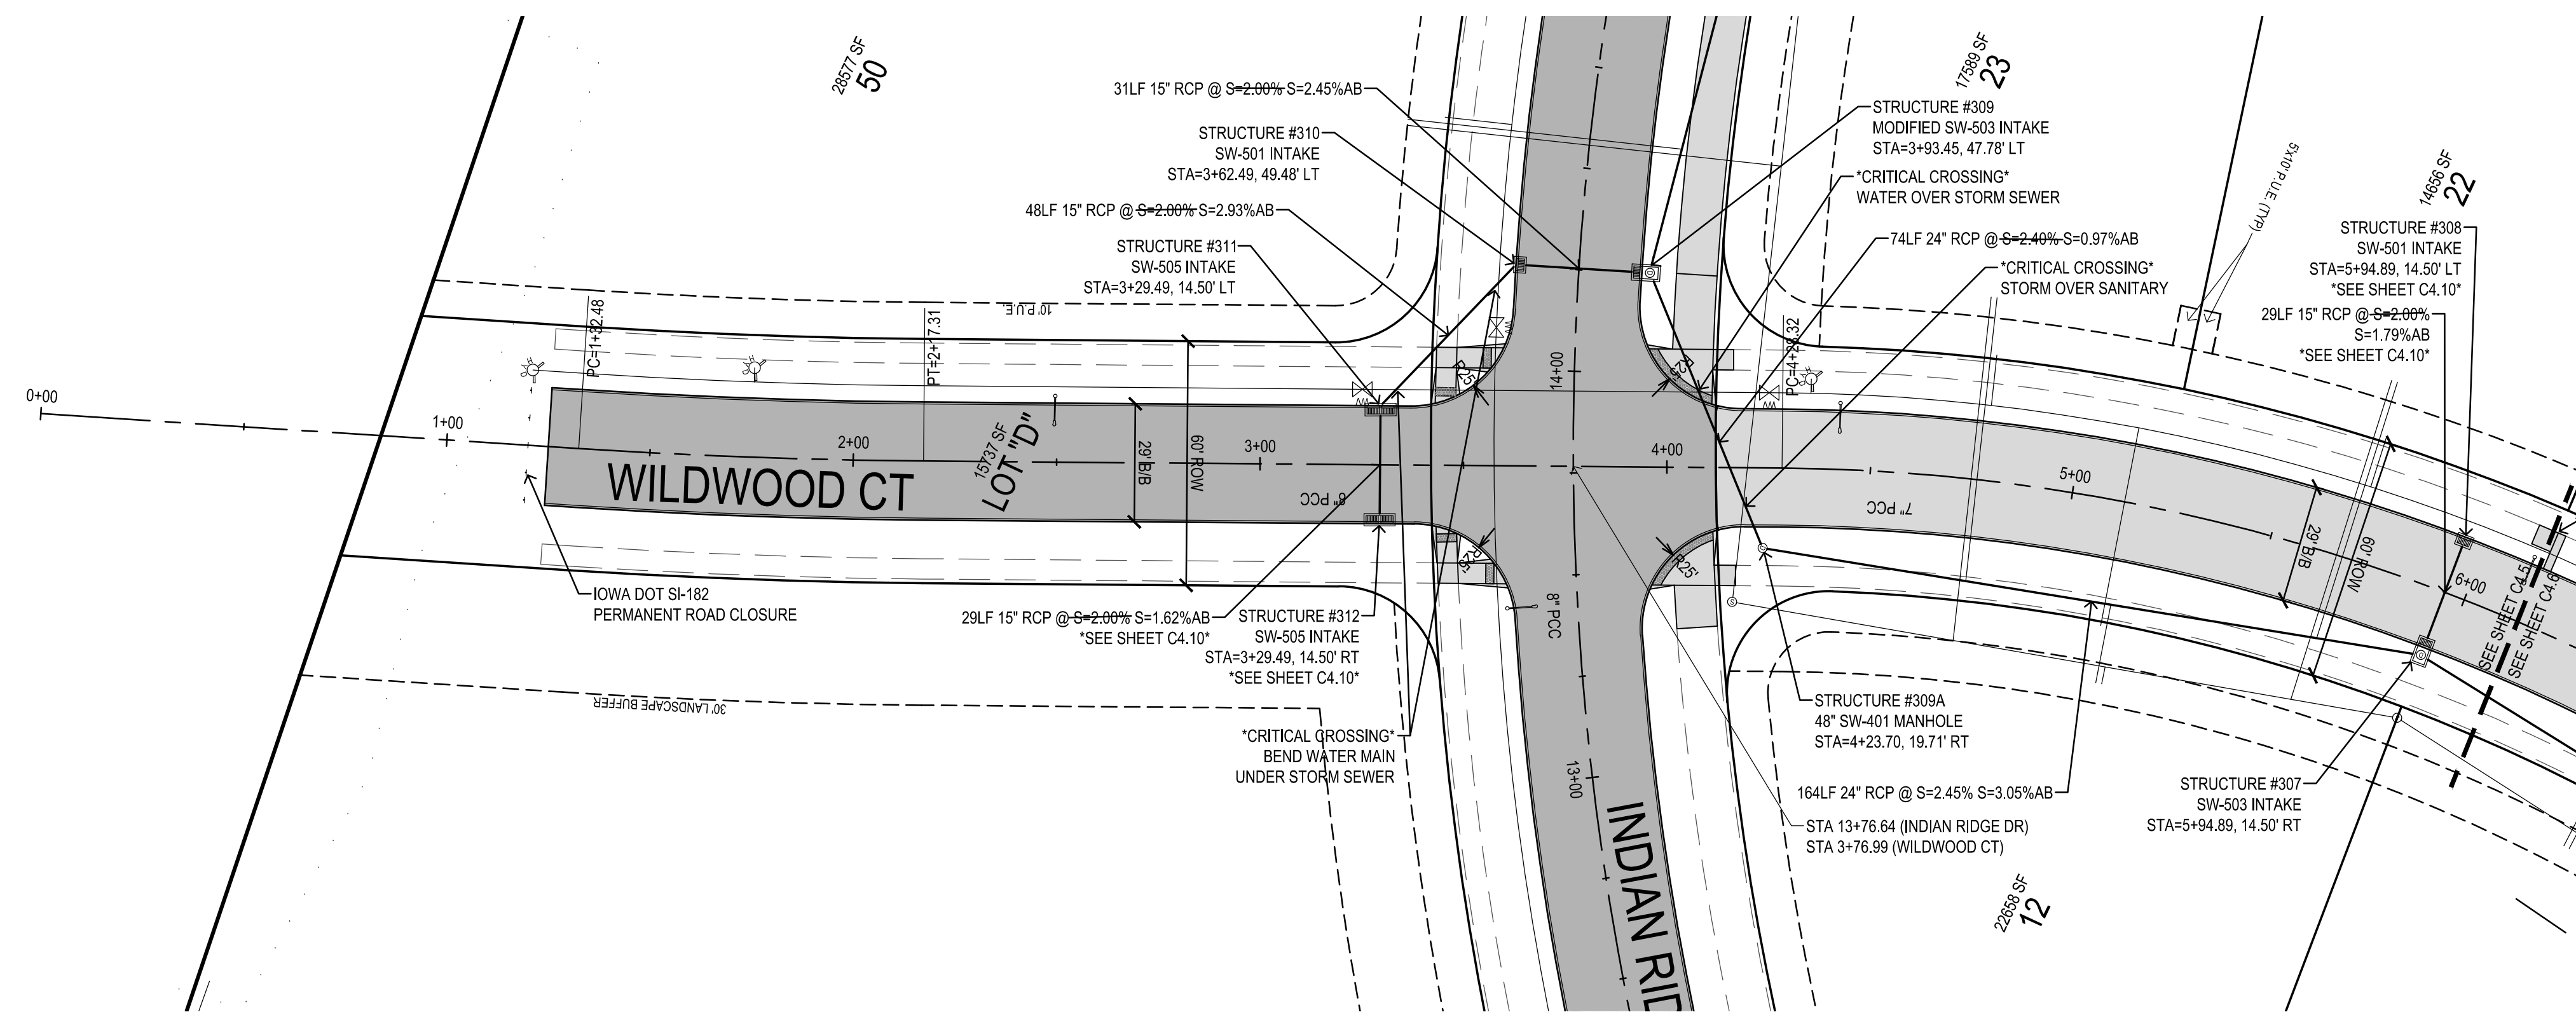 28577 SF
50
31LF 15" RCP @ S=2.00% S=2.45%AB
STRUCTURE #310
SW-501 INTAKE
STA=3+62.49, 49.48' LT
48LF 15" RCP @ S=2.00% S=2.93%AB
STRUCTURE #311
SW-505 INTAKE
STA=3+29.49, 14.50' LT
17589 SF
23
STRUCTURE #309
MODIFIED SW-503 INTAKE
STA=3+93.45, 47.78' LT
*CRITICAL CROSSING*
WATER OVER STORM SEWER
74LF 24" RCP @ S=2.40% S=0.97%AB
*CRITICAL CROSSING*
STORM OVER SANITARY
5'x10' P.U.E. (TYP)
14656 SF
22
STRUCTURE #308
SW-501 INTAKE
STA=5+94.89, 14.50' LT
*SEE SHEET C4.10*
29LF 15" RCP @ S=2.00%
S=1.79%AB
*SEE SHEET C4.10*
10' P.U.E.
PC=1+32.48
PT=2+17.31
PC=4+28.32
0+00
1+00
2+00
3+00
4+00
5+00
6+00
14+00
13+00
R25'
R25'
R25'
R25'
WILDWOOD CT
15737 SF
LOT "D"
29' B/B
60' ROW
8" PCC
7" PCC
8" PCC
29' B/B
60' ROW
SEE SHEET C4.5
SEE SHEET C4.6
IOWA DOT SI-182
PERMANENT ROAD CLOSURE
30' LANDSCAPE BUFFER
29LF 15" RCP @ S=2.00% S=1.62%AB
*SEE SHEET C4.10*
STRUCTURE #312
SW-505 INTAKE
STA=3+29.49, 14.50' RT
*SEE SHEET C4.10*
*CRITICAL CROSSING*
BEND WATER MAIN
UNDER STORM SEWER
INDIAN RID
STRUCTURE #309A
48" SW-401 MANHOLE
STA=4+23.70, 19.71' RT
164LF 24" RCP @ S=2.45% S=3.05%AB
STA 13+76.64 (INDIAN RIDGE DR)
STA 3+76.99 (WILDWOOD CT)
STRUCTURE #307
SW-503 INTAKE
STA=5+94.89, 14.50' RT
22658 SF
12